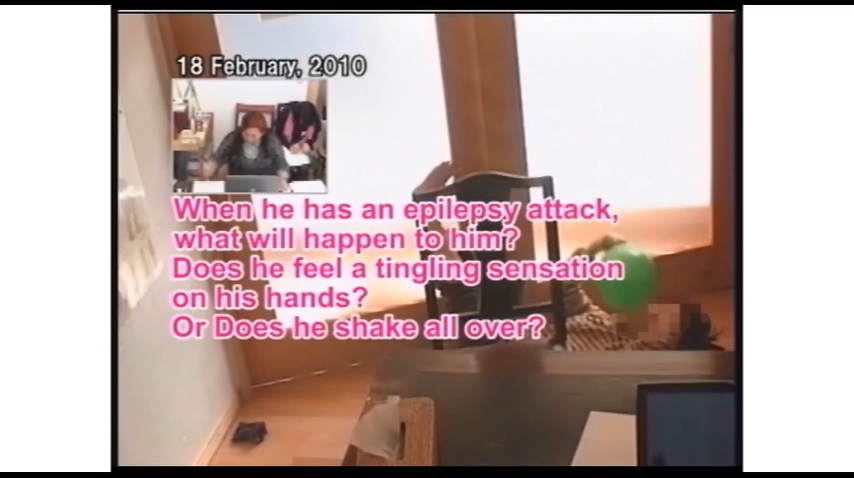 18 February, 2010
When he has an epilepsy attack,
what will happen to him?
Does he feel a tingling sensation
on his hands?
Or Does he shake all over?